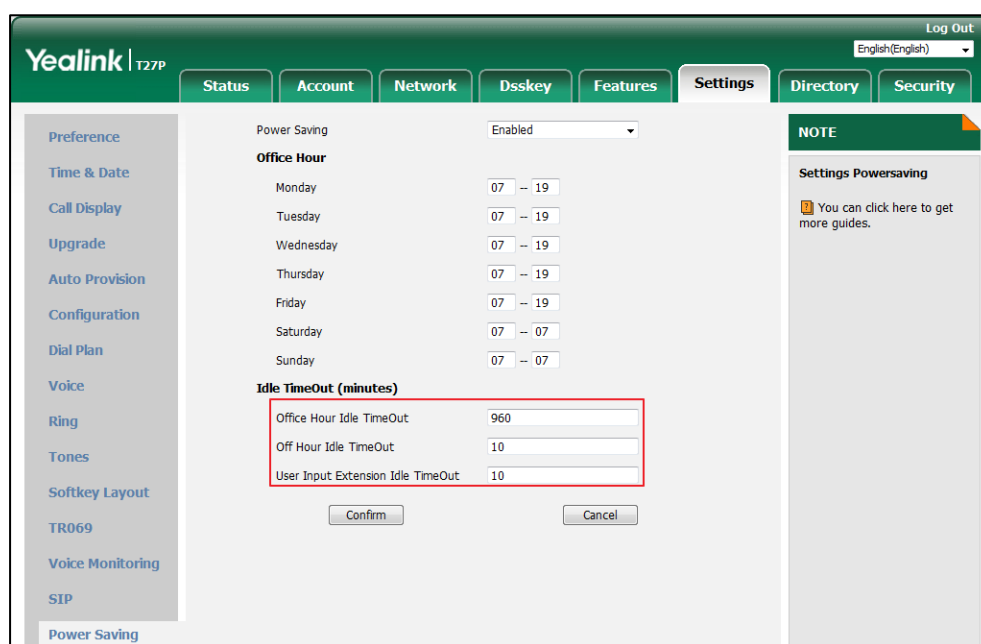 Log Out
English(English)
Yealink T27P
Status Account Network Dsskey Features Settings Directory Security
Preference
Time & Date
Call Display
Upgrade
Auto Provision
Configuration
Dial Plan
Voice
Ring
Tones
Softkey Layout
TR069
Voice Monitoring
SIP
Power Saving
Power Saving Enabled
Office Hour
Monday 07 -- 19
Tuesday 07 -- 19
Wednesday 07 -- 19
Thursday 07 -- 19
Friday 07 -- 19
Saturday 07 -- 07
Sunday 07 -- 07
Idle TimeOut (minutes)
Office Hour Idle TimeOut 960
Off Hour Idle TimeOut 10
User Input Extension Idle TimeOut 10
Confirm Cancel
NOTE
Settings Powersaving
? You can click here to get
more guides.